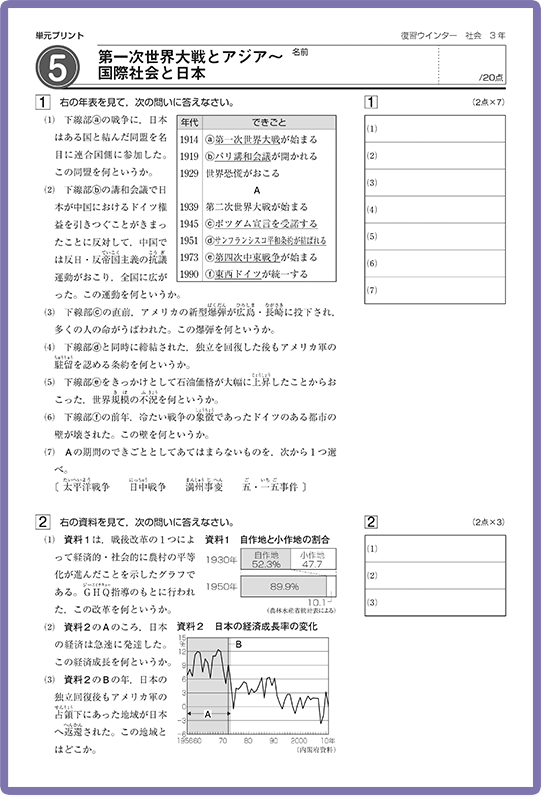 単元プリント
復習ウインター 社会 3年
5
第一次世界大戦とアジア～
国際社会と日本
名前
/20点
1 右の年表を見て，次の問いに答えなさい。
(1) 下線部ⓐの戦争に，日本
はある国と結んだ同盟を名
目に連合国側に参加した。
この同盟を何というか。
(2) 下線部ⓑの講和会議で日
本が中国におけるドイツ権
益を引きつぐことがきまっ
たことに反対して，中国で
は反日・反帝国主義の抗議
運動がおこり，全国に広が
った。この運動を何というか。
年代 できごと
1914 ⓐ第一次世界大戦が始まる
1919 ⓑパリ講和会議が開かれる
1929 世界恐慌がおこる
A
1939 第二次世界大戦が始まる
1945 ⓒポツダム宣言を受諾する
1951 ⓓサンフランシスコ平和条約が結ばれる
1973 ⓔ第四次中東戦争が始まる
1990 ⓕ東西ドイツが統一する
(3) 下線部ⓒの直前，アメリカの新型爆弾が広島・長崎に投下され，
多くの人の命がうばわれた。この爆弾を何というか。
(4) 下線部ⓓと同時に締結された，独立を回復した後もアメリカ軍の
駐留を認める条約を何というか。
(5) 下線部ⓔをきっかけとして石油価格が大幅に上昇したことからお
こった，世界規模の不況を何というか。
(6) 下線部ⓕの前年，冷たい戦争の象徴であったドイツのある都市の
壁が壊された。この壁を何というか。
(7) Aの期間のできごととしてあてはまらないものを，次から1つ選
べ。
〔 太平洋戦争 日中戦争 満州事変 五・一五事件 〕
1 (2点×7)
(1)
(2)
(3)
(4)
(5)
(6)
(7)
2 右の資料を見て，次の問いに答えなさい。
(1) 資料1は，戦後改革の1つによ
って経済的・社会的に農村の平等
化が進んだことを示したグラフで
ある。GHQ指導のもとに行われ
た，この改革を何というか。
(2) 資料2のAのころ，日本
の経済は急速に発達した。
この経済成長を何というか。
(3) 資料2のBの年，日本の
独立回復後もアメリカ軍の
占領下にあった地域が日本
へ返還された。この地域と
はどこか。
資料1 自作地と小作地の割合
1930年 自作地 52.3% 小作地 47.7
1950年 89.9%
10.1
(農林水産省統計表による)
資料2 日本の経済成長率の変化
15
%
12
9
6
3
0
−3
−6
A
B
195660 70 80 90 2000 10年
(内閣府資料)
2 (2点×3)
(1)
(2)
(3)